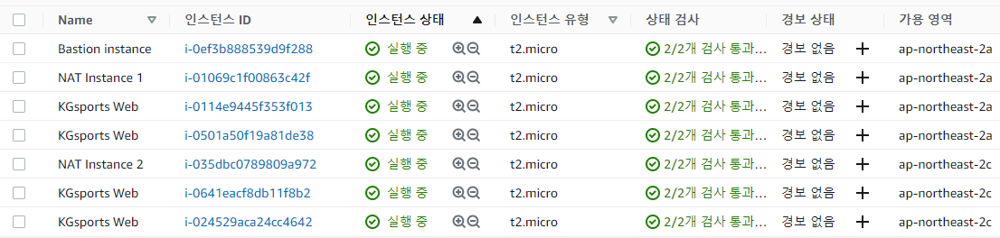 Name 인스턴스 ID 인스턴스 상태 인스턴스 유형 상태 검사 경보 상태 가용 영역
Bastion instance i-0ef3b888539d9f288 실행 중 t2.micro 2/2개 검사 통과... 경보 없음 + ap-northeast-2a
NAT Instance 1 i-01069c1f00863c42f 실행 중 t2.micro 2/2개 검사 통과... 경보 없음 + ap-northeast-2a
KGsports Web i-0114e9445f353f013 실행 중 t2.micro 2/2개 검사 통과... 경보 없음 + ap-northeast-2a
KGsports Web i-0501a50f19a81de38 실행 중 t2.micro 2/2개 검사 통과... 경보 없음 + ap-northeast-2a
NAT Instance 2 i-035dbc0789809a972 실행 중 t2.micro 2/2개 검사 통과... 경보 없음 + ap-northeast-2c
KGsports Web i-0641eacf8db11f8b2 실행 중 t2.micro 2/2개 검사 통과... 경보 없음 + ap-northeast-2c
KGsports Web i-024529aca24cc4642 실행 중 t2.micro 2/2개 검사 통과... 경보 없음 + ap-northeast-2c